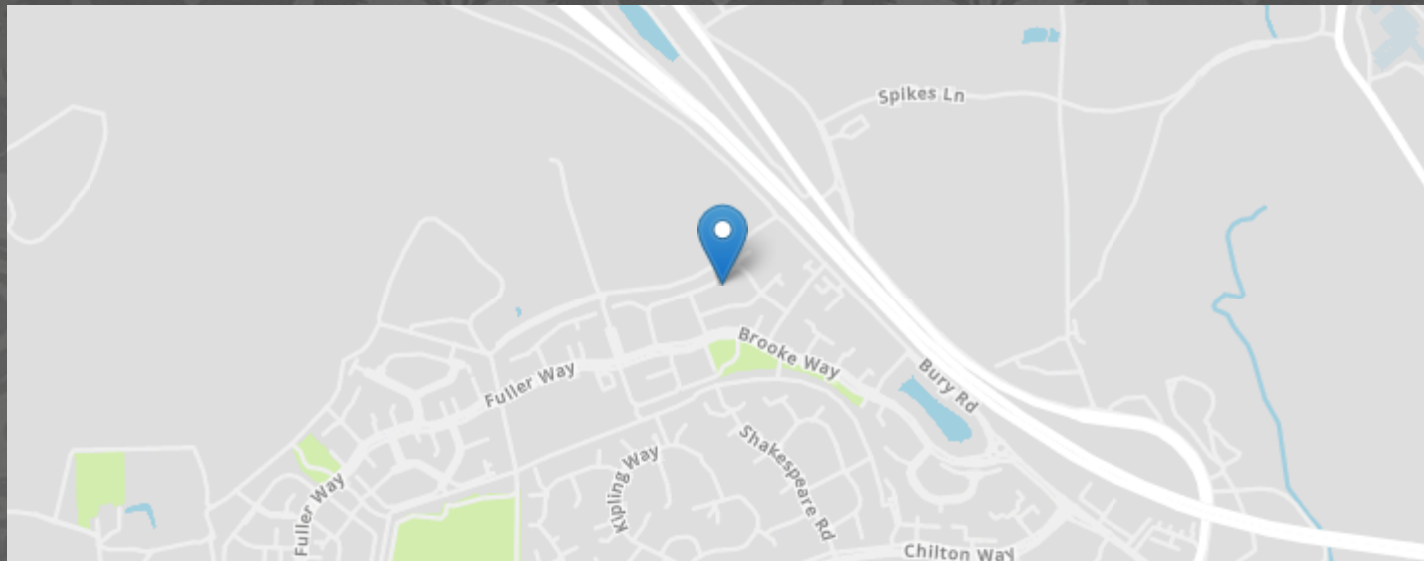 Spikes Ln
Brooke Way
Fuller Way
Bury Rd
Shakespeare Rd
Kipling Way
Fuller Way
Chilton Way